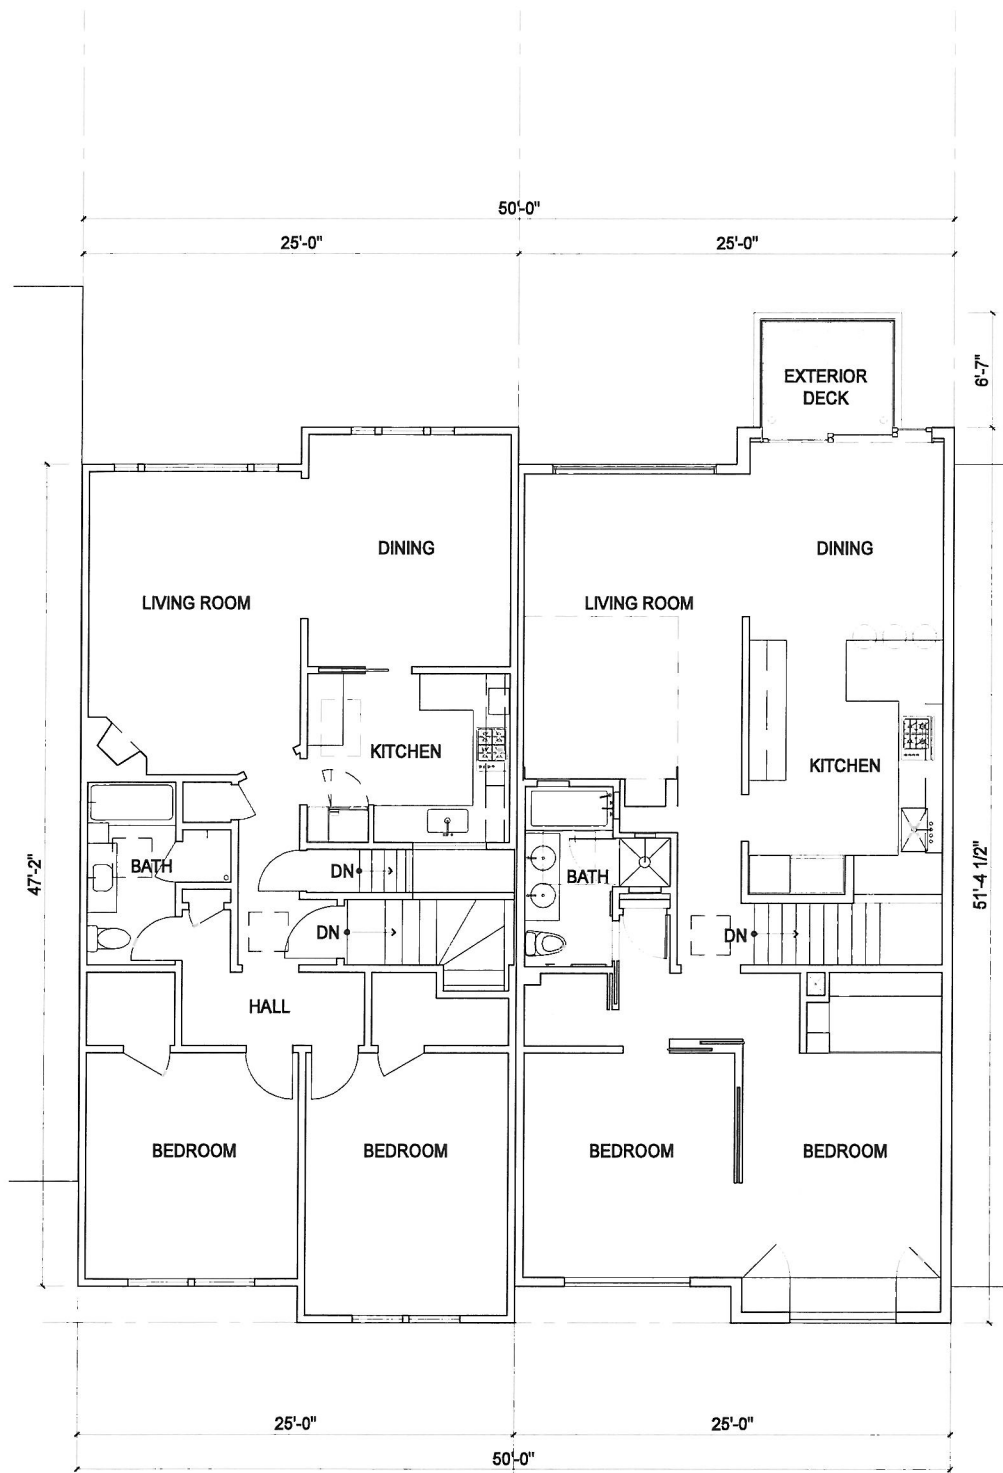 50'-0"
25'-0"
25'-0"
EXTERIOR
DECK
6'-7"
DINING
DINING
LIVING ROOM
LIVING ROOM
KITCHEN
KITCHEN
BATH
DN
BATH
47'-2"
51'-4 1/2"
DN
DN
HALL
BEDROOM
BEDROOM
BEDROOM
BEDROOM
25'-0"
25'-0"
50'-0"